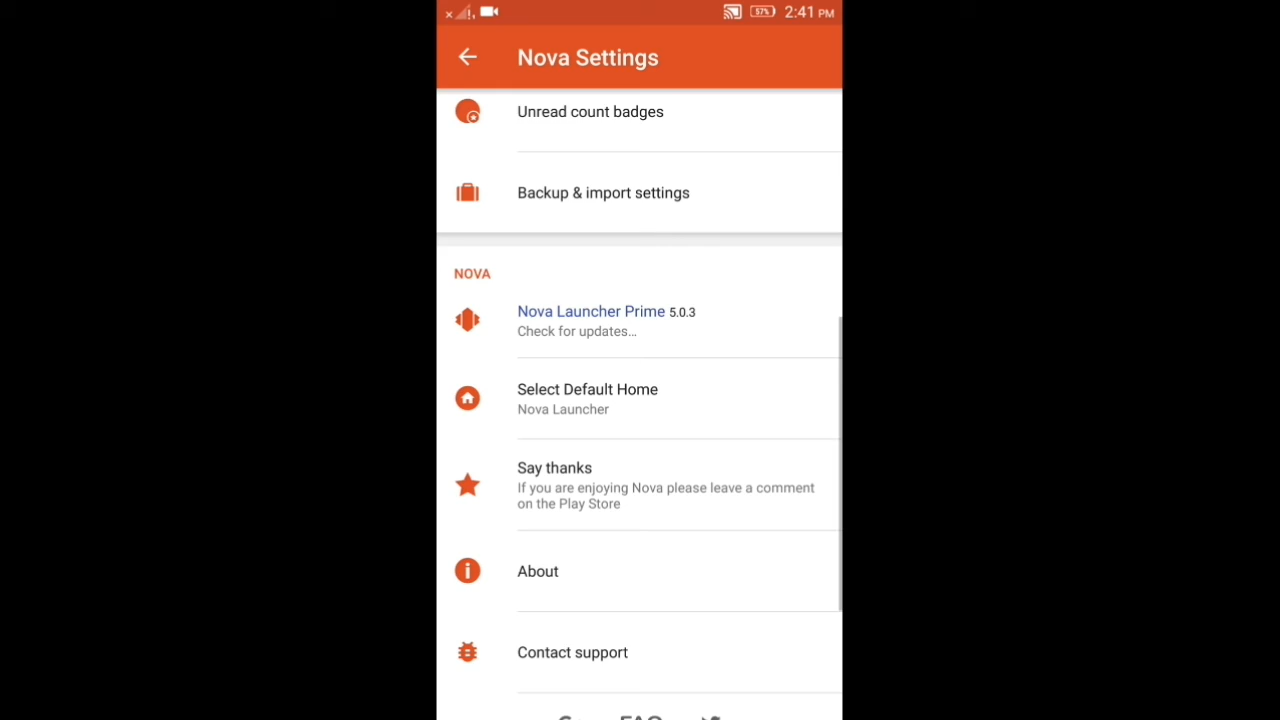 57% 2:41 PM
Nova Settings
Unread count badges
Backup & import settings
NOVA
Nova Launcher Prime 5.0.3
Check for updates...
Select Default Home
Nova Launcher
Say thanks
If you are enjoying Nova please leave a comment
on the Play Store
About
Contact support
FAQ